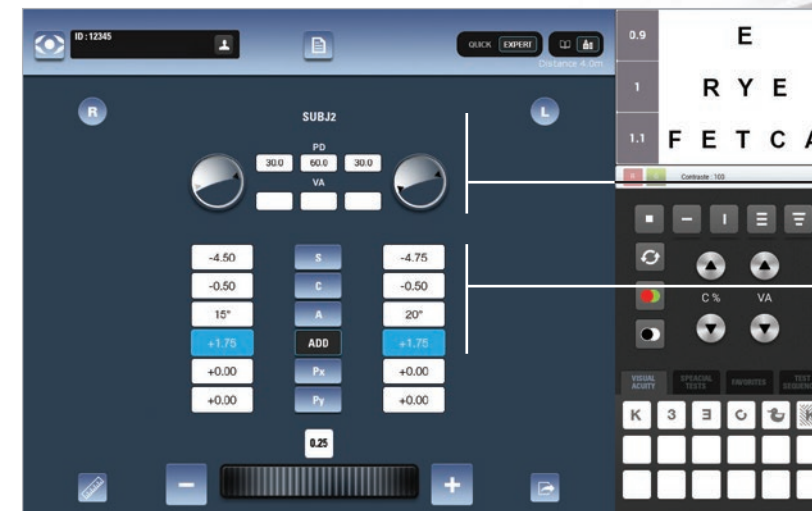 ID : 12345
QUICK EXPERT
Distance 4.0m
R
L
SUBJ2
PD
30.0 60.0 30.0
VA
-4.50 S -4.75
-0.50 C -0.50
15° A 20°
+1.75 ADD +1.75
+0.00 Px +0.00
+0.00 Py +0.00
0.25
− +
0.9 E
1 R Y E
1.1 F E T C A
Contraste : 100
C % VA
VISUAL ACUITY SPEACIAL TESTS FAVORITES TEST
K 3